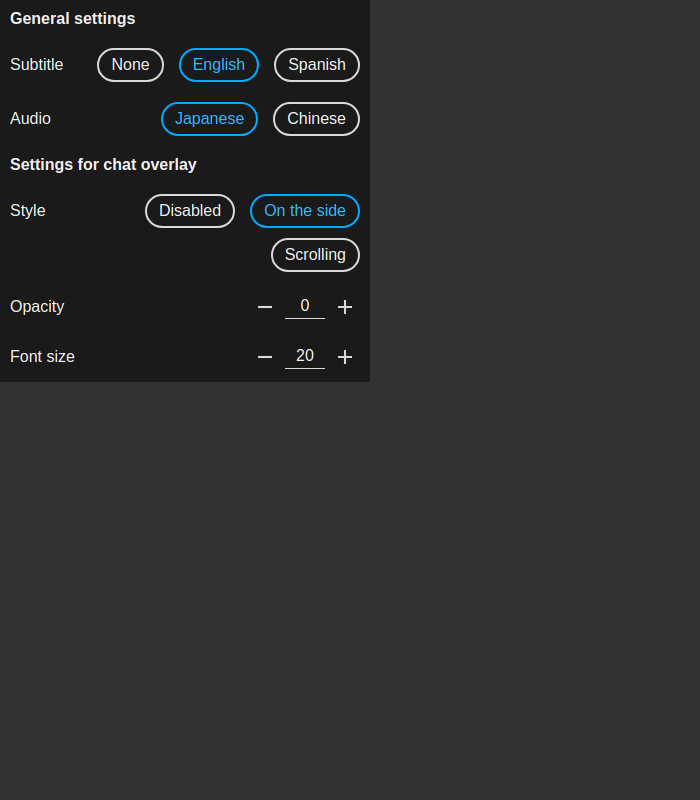 General settings
Subtitle None English Spanish
Audio Japanese Chinese
Settings for chat overlay
Style Disabled On the side
Scrolling
Opacity 0
Font size 20